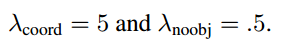 λcoord = 5 and λnoobj = .5.